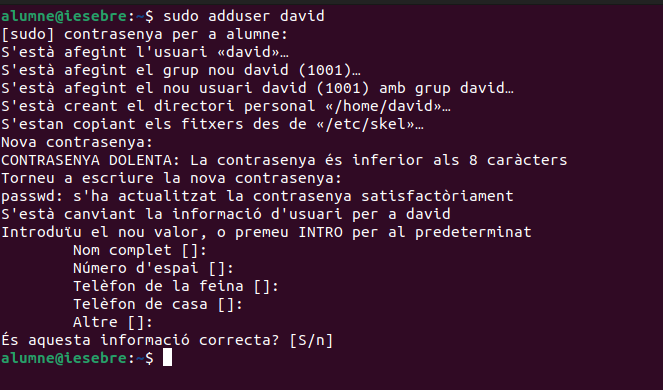 alumne@iesebre:~$ sudo adduser david
[sudo] contrasenya per a alumne:
S'està afegint l'usuari «david»…
S'està afegint el grup nou david (1001)…
S'està afegint el nou usuari david (1001) amb grup david…
S'està creant el directori personal «/home/david»…
S'estan copiant els fitxers des de «/etc/skel»…
Nova contrasenya:
CONTRASENYA DOLENTA: La contrasenya és inferior als 8 caràcters
Torneu a escriure la nova contrasenya:
passwd: s'ha actualitzat la contrasenya satisfactòriament
S'està canviant la informació d'usuari per a david
Introduïu el nou valor, o premeu INTRO per al predeterminat
Nom complet []:
Número d'espai []:
Telèfon de la feina []:
Telèfon de casa []:
Altre []:
És aquesta informació correcta? [S/n]
alumne@iesebre:~$